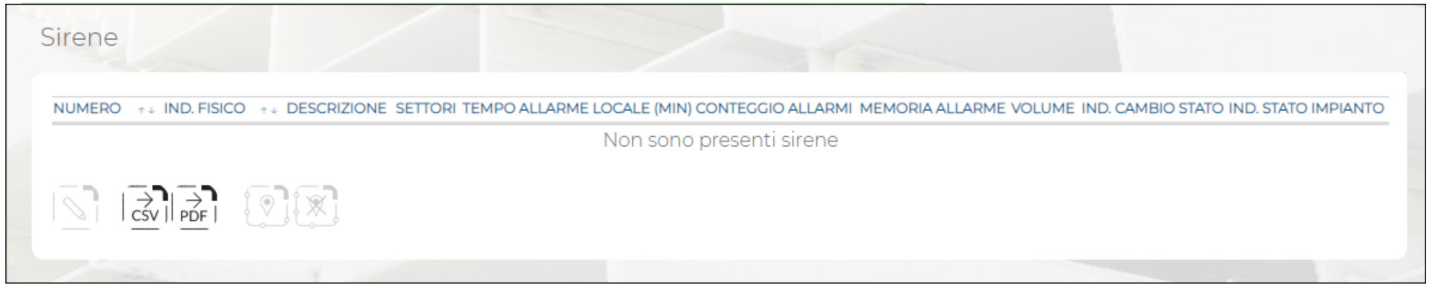 Sirene
NUMERO ↑↓ IND. FISICO ↑↓ DESCRIZIONE SETTORI TEMPO ALLARME LOCALE (MIN) CONTEGGIO ALLARMI MEMORIA ALLARME VOLUME IND. CAMBIO STATO IND. STATO IMPIANTO
Non sono presenti sirene
CSV PDF